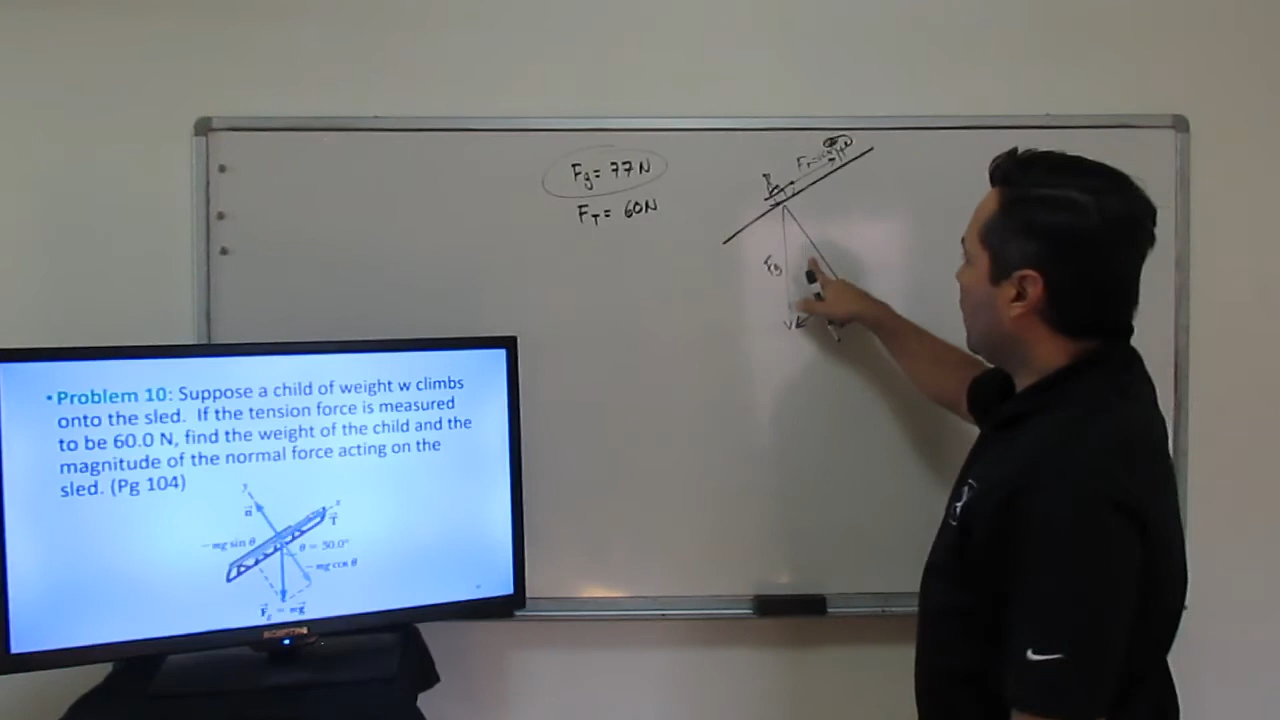 Fg = 77N
FT = 60N
Fg
• Problem 10: Suppose a child of weight w climbs
onto the sled. If the tension force is measured
to be 60.0 N, find the weight of the child and the
magnitude of the normal force acting on the
sled. (Pg 104)
y
x
n
T
−mg sin θ
θ = 30.0°
−mg cos θ
Fg = mg
SCEPTRE